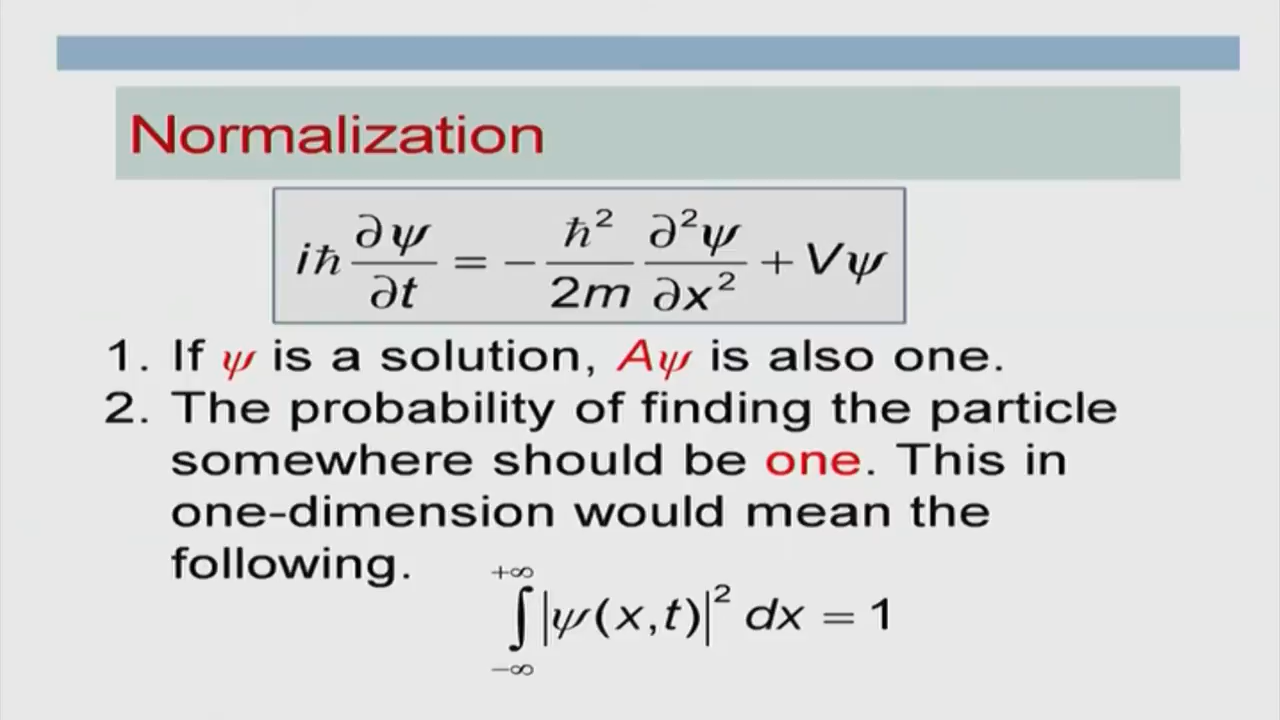 Normalization
iℏ ∂ψ/∂t = − ℏ²/2m ∂²ψ/∂x² + Vψ
1. If ψ is a solution, Aψ is also one.
2. The probability of finding the particle
somewhere should be one. This in
one-dimension would mean the
following.
∫₋∞⁺∞ |ψ(x,t)|² dx = 1